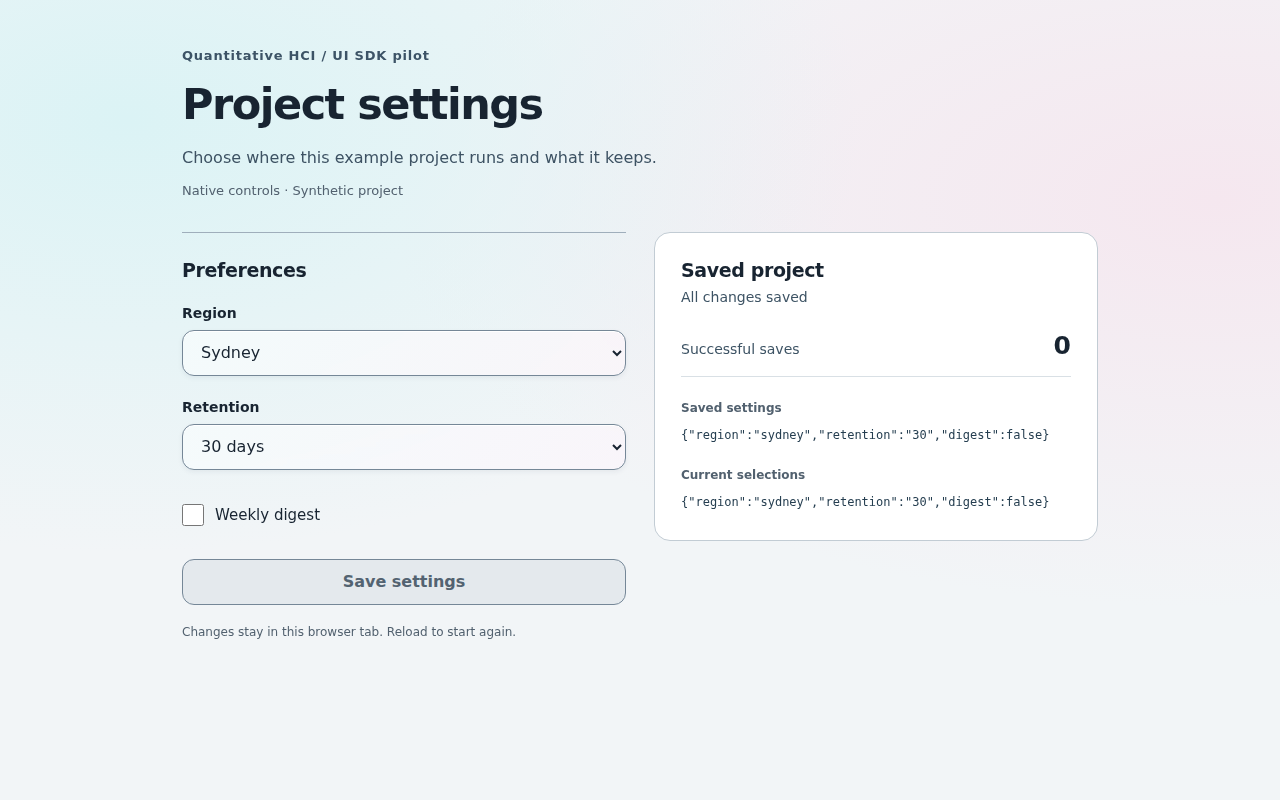 Quantitative HCI / UI SDK pilot
Project settings
Choose where this example project runs and what it keeps.
Native controls · Synthetic project
Preferences
Region
Sydney
Retention
30 days
Weekly digest
Save settings
Changes stay in this browser tab. Reload to start again.
Saved project
All changes saved
Successful saves 0
Saved settings
{"region":"sydney","retention":"30","digest":false}
Current selections
{"region":"sydney","retention":"30","digest":false}